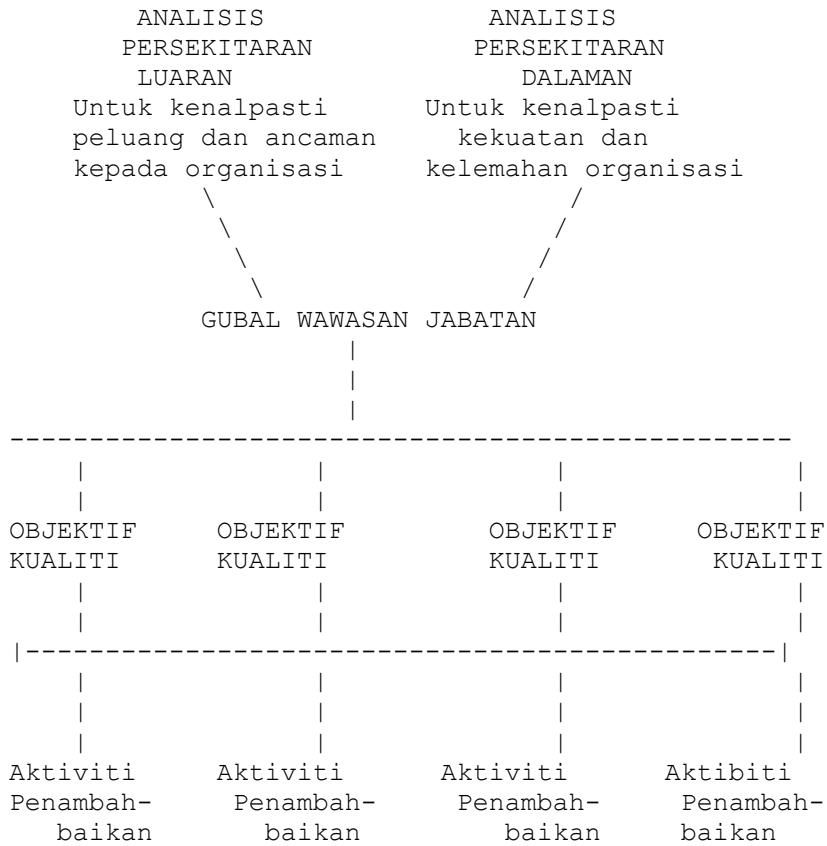 ANALISIS ANALISIS
PERSEKITARAN PERSEKITARAN
LUARAN DALAMAN
Untuk kenalpasti Untuk kenalpasti
peluang dan ancaman kekuatan dan
kepada organisasi kelemahan organisasi
GUBAL WAWASAN JABATAN
OBJEKTIF OBJEKTIF OBJEKTIF OBJEKTIF
KUALITI KUALITI KUALITI KUALITI
Aktiviti Aktiviti Aktiviti Aktibiti
Penambah- Penambah- Penambah- Penambah-
baikan baikan baikan baikan